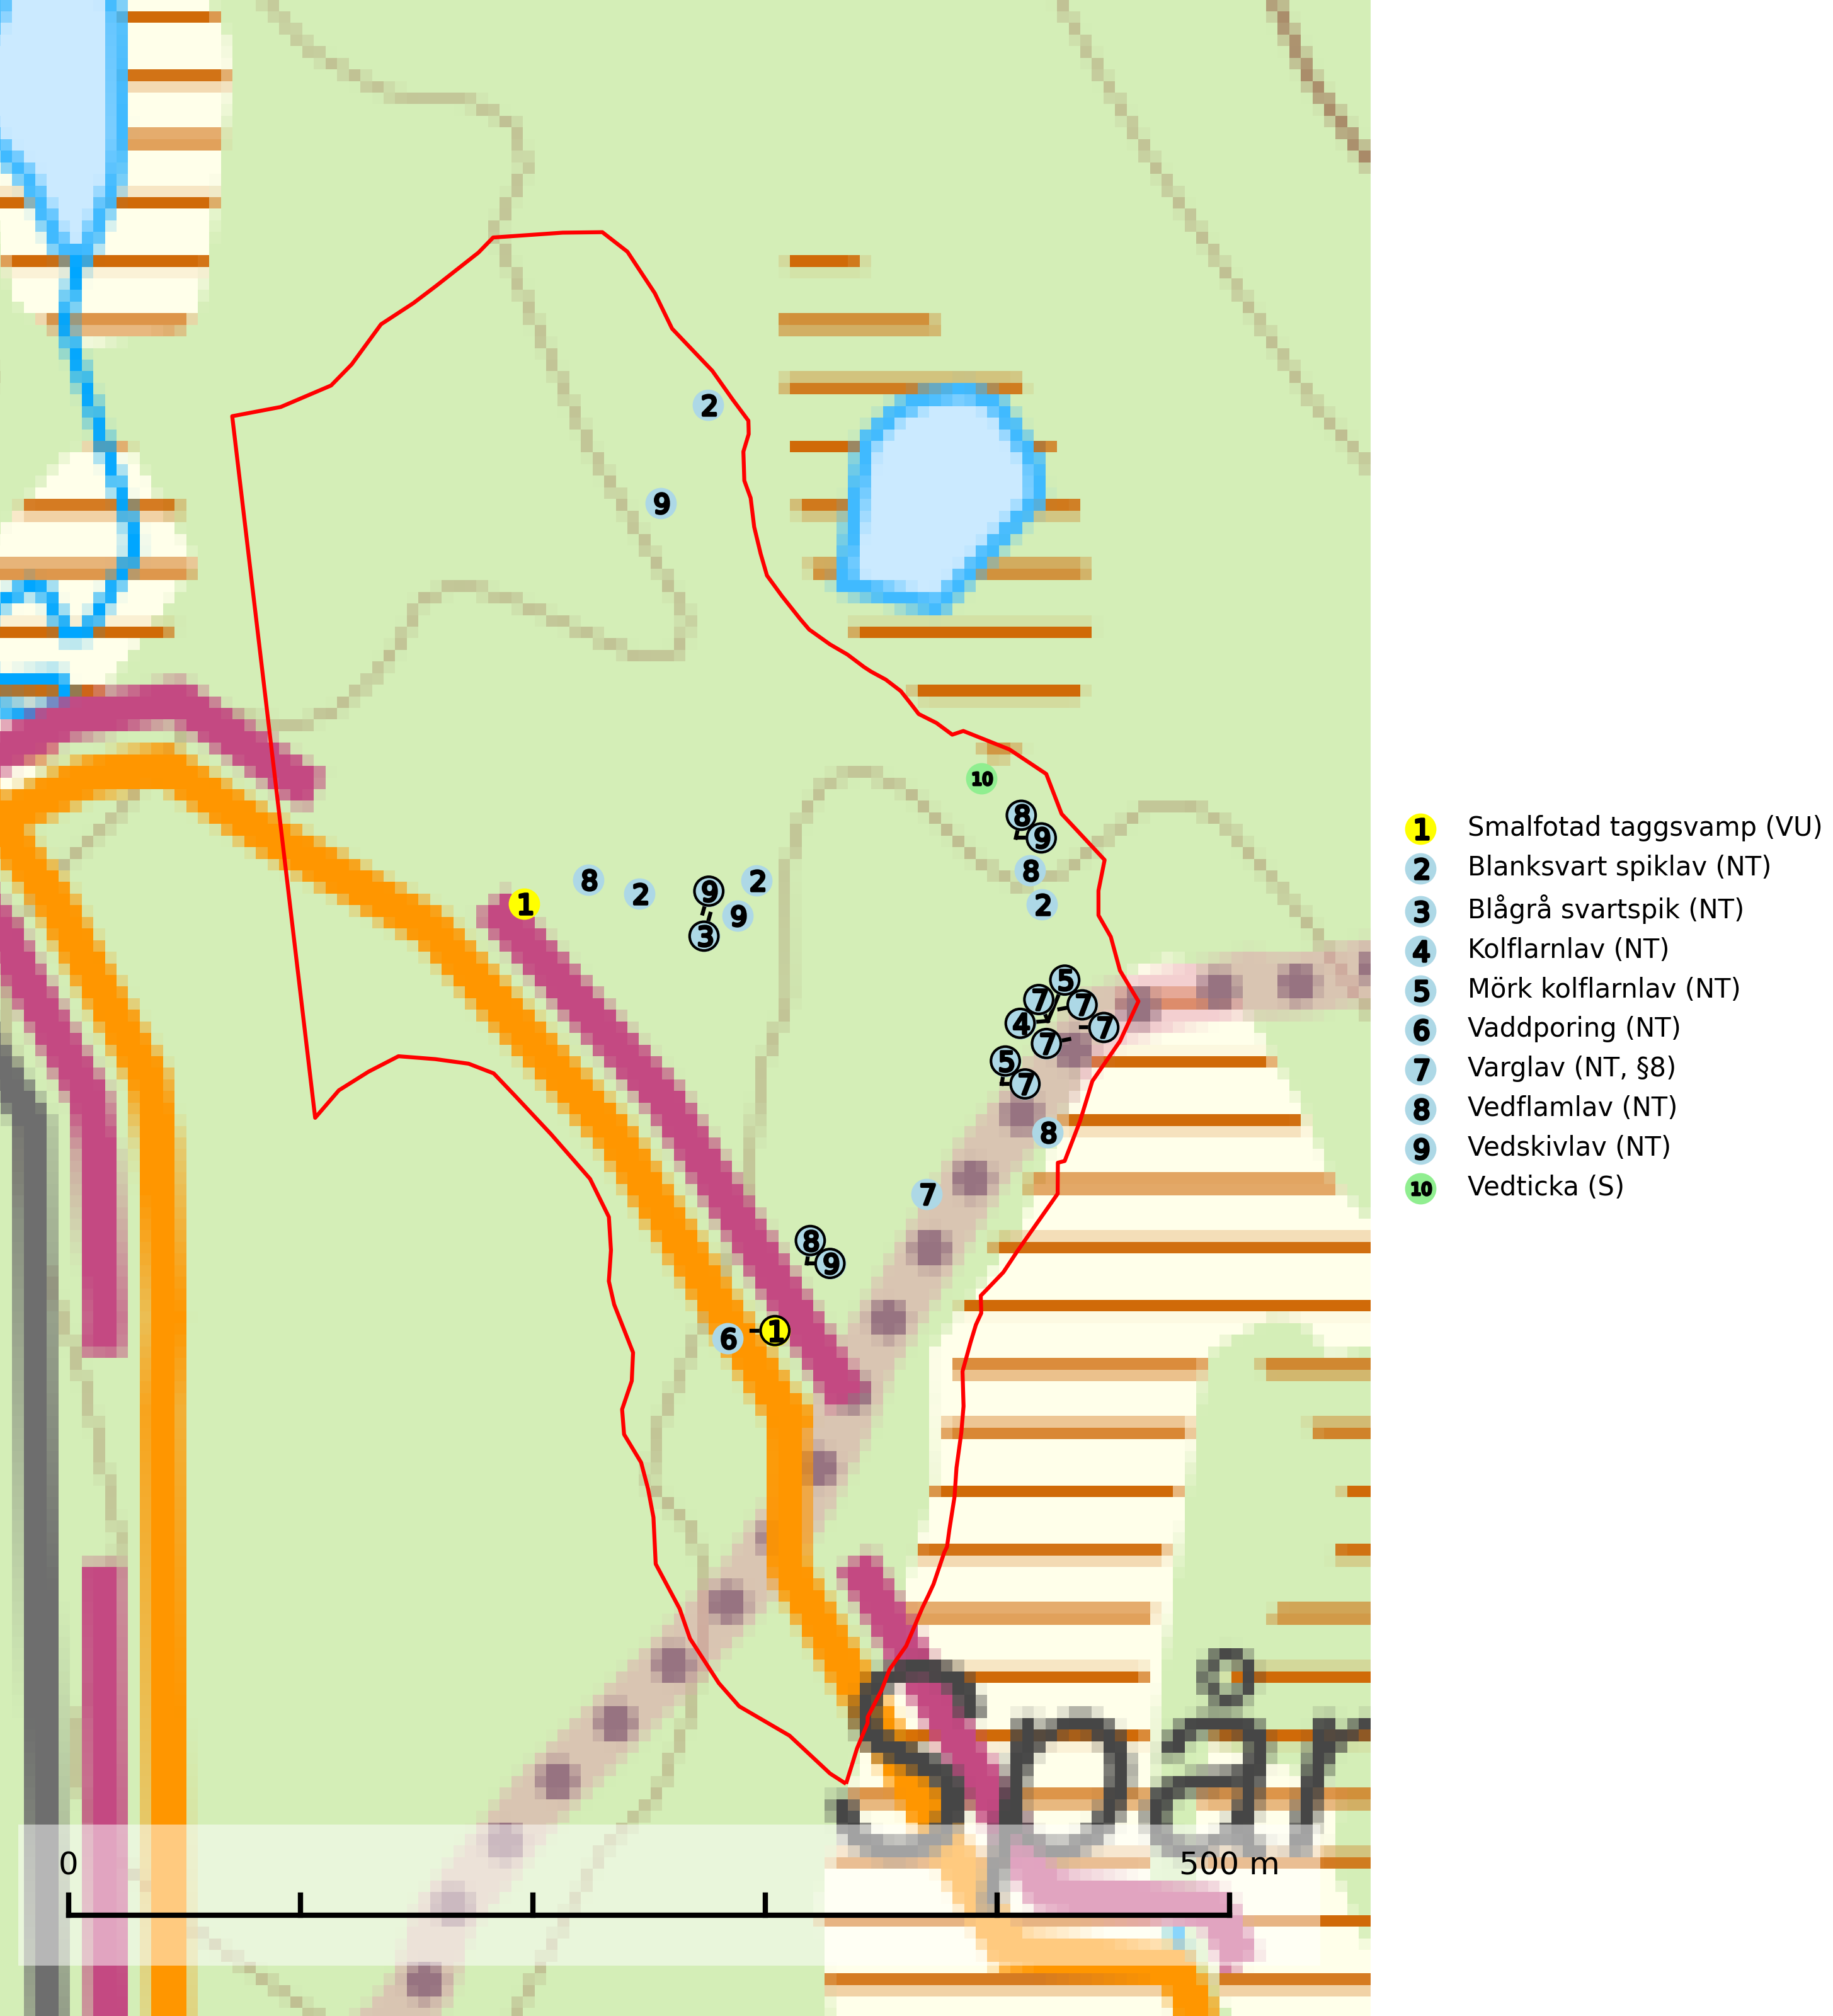 2
9
10
8
9
8
2
8
2
9
2
1
9
3
5
7
7
4
7
7
5
7
8
7
8
9
6
1
Spår
0
500 m
1 Smalfotad taggsvamp (VU)
2 Blanksvart spiklav (NT)
3 Blågrå svartspik (NT)
4 Kolflarnlav (NT)
5 Mörk kolflarnlav (NT)
6 Vaddporing (NT)
7 Varglav (NT, §8)
8 Vedflamlav (NT)
9 Vedskivlav (NT)
10 Vedticka (S)